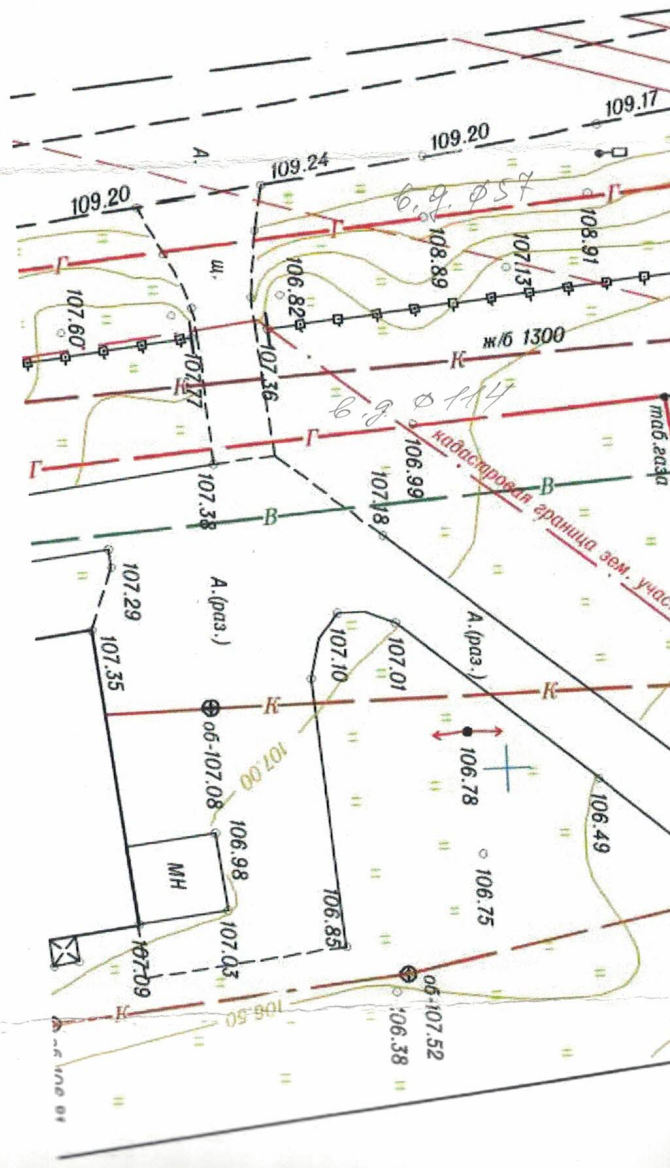 109.17
109.20
А.
109.24
в.д. ф57
109.20
Г
Г
108.91
Г
108.89
107.13
щ.
106.82
107.60
ж/б 1300
107.77
107.36
К
К
в.д. ф114
таб.газа
Г
Г
106.99
кадастровая граница зем. учас
107.38
107.18
В
В
107.29
А.(раз.)
А.(раз.)
107.35
107.10
107.01
К
К
об-107.08
107.00
106.78
106.49
106.98
МН
106.75
107.03
106.85
107.09
об-107.52
К
106.50
106.38